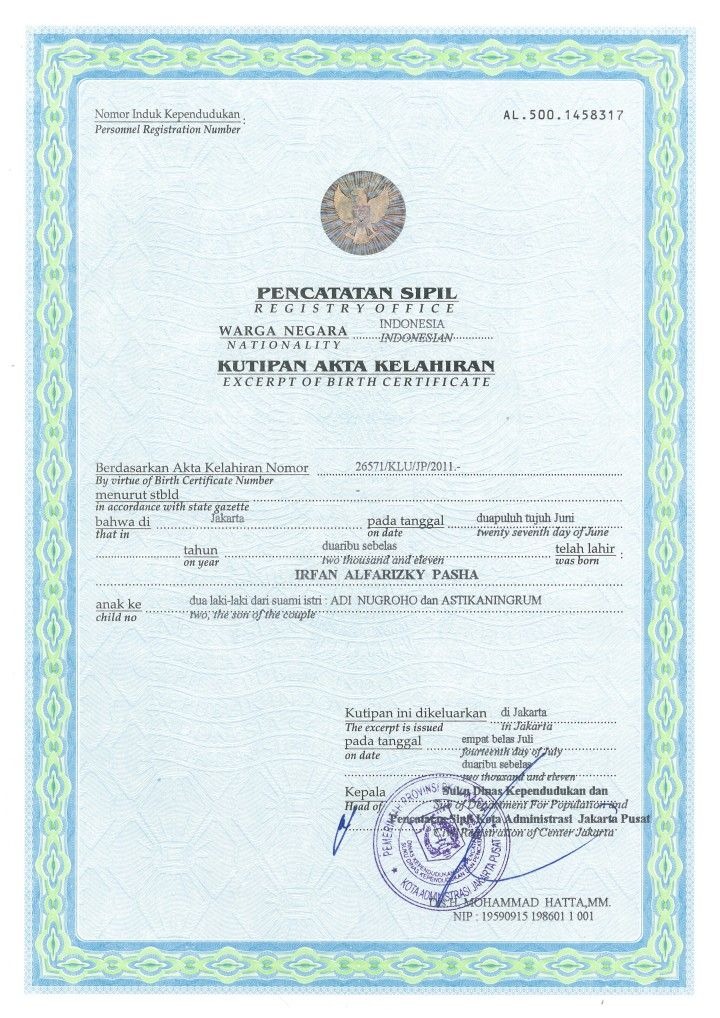 Nomor Induk Kependudukan :
Personnel Registration Number
AL.500.1458317
PENCATATAN SIPIL
REGISTRY OFFICE
WARGA NEGARA INDONESIA
NATIONALITY INDONESIAN
KUTIPAN AKTA KELAHIRAN
EXCERPT OF BIRTH CERTIFICATE
Berdasarkan Akta Kelahiran Nomor 26571/KLU/JP/2011.-
By virtue of Birth Certificate Number
menurut stbld -
in accordance with state gazette
bahwa di Jakarta pada tanggal duapuluh tujuh Juni
that in on date twenty seventh day of June
tahun duaribu sebelas telah lahir :
on year two thousand and eleven was born
IRFAN ALFARIZKY PASHA
anak ke dua laki-laki dari suami istri : ADI NUGROHO dan ASTIKANINGRUM
child no two, the son of the couple
Kutipan ini dikeluarkan di Jakarta
The excerpt is issued in Jakarta
pada tanggal empat belas Juli
on date fourteenth day of July
duaribu sebelas
two thousand and eleven
Kepala Suku Dinas Kependudukan dan
Head of Sub of Department For Population and
Pencatatan Sipil Kota Administrasi Jakarta Pusat
Civil Registration of Center Jakarta
PEMERINTAH PROVINSI
KOTA ADMINISTRASI JAKARTA PUSAT
DRS.H. MOHAMMAD HATTA,MM.
NIP : 19590915 198601 1 001